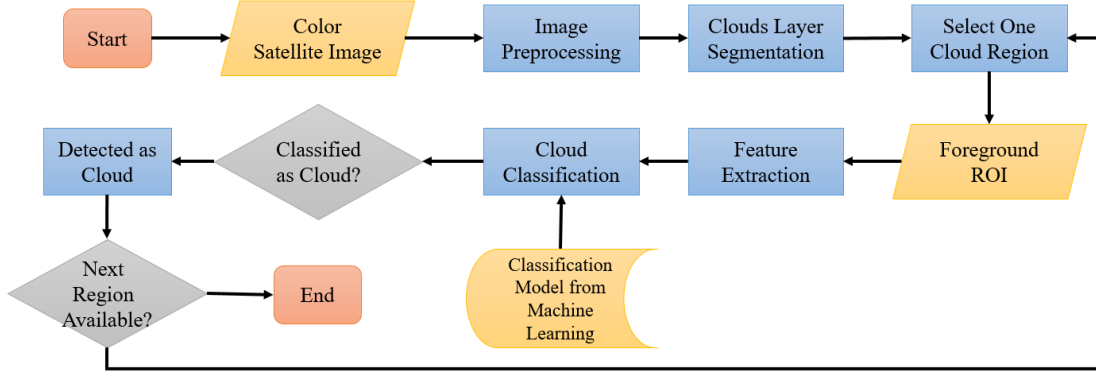 Start
Color
Satellite Image
Image
Preprocessing
Clouds Layer
Segmentation
Select One
Cloud Region
Detected as
Cloud
Classified
as Cloud?
Cloud
Classification
Feature
Extraction
Foreground
ROI
Next
Region
Available?
End
Classification
Model from
Machine
Learning